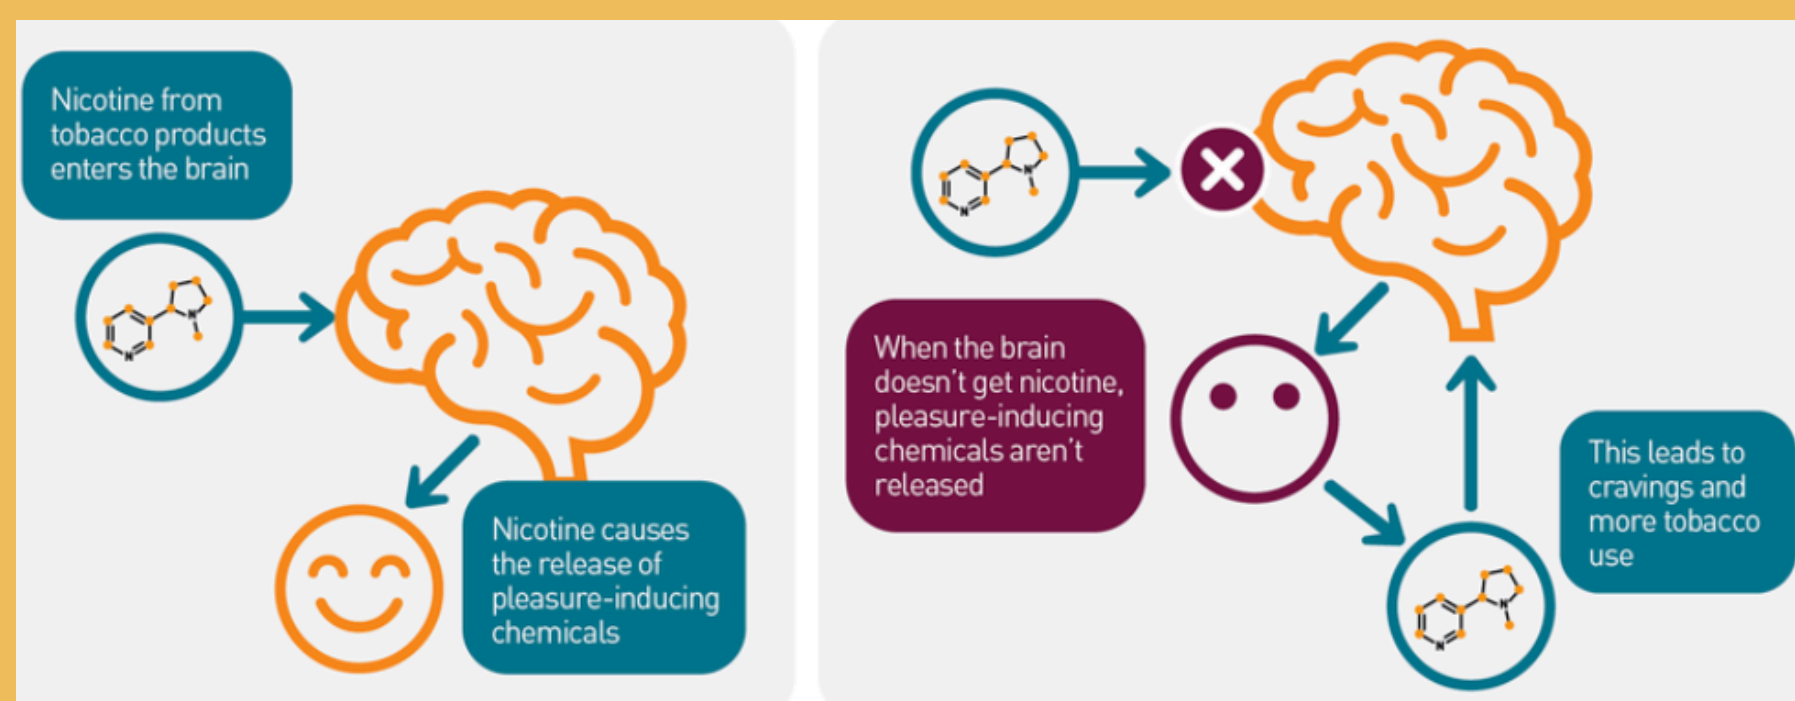 Nicotine from
tobacco products
enters the brain
N
N
Nicotine causes
the release of
pleasure-inducing
chemicals
N
N
When the brain
doesn't get nicotine,
pleasure-inducing
chemicals aren't
released
This leads to
cravings and
more tobacco
use
N
N